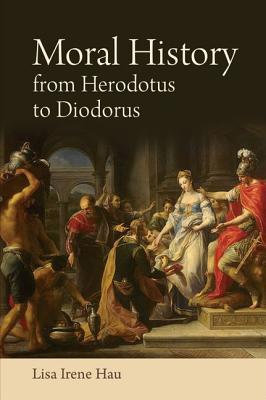 Moral History
from Herodotus
to Diodorus
Lisa Irene Hau